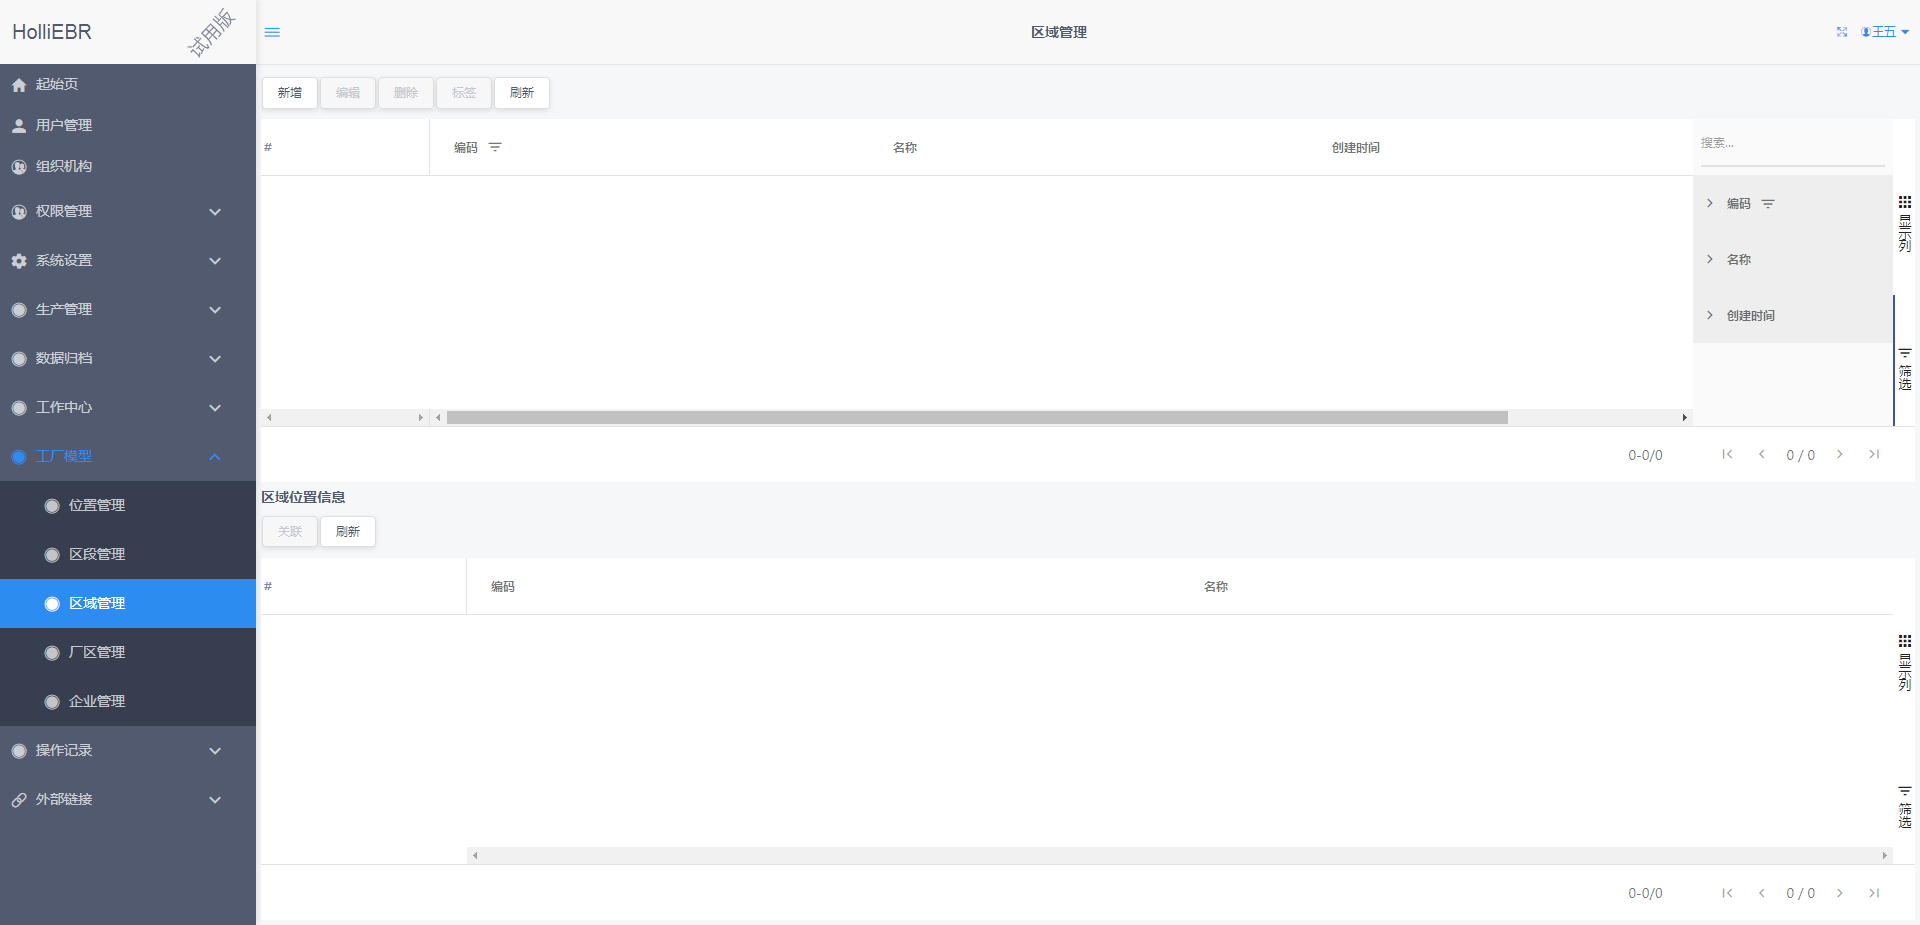 HolliEBR
试用版
区域管理
王五
起始页
用户管理
组织机构
权限管理
系统设置
生产管理
数据归档
工作中心
工厂模型
位置管理
区段管理
区域管理
厂区管理
企业管理
操作记录
外部链接
新增 编辑 删除 标签 刷新
# 编码 名称 创建时间
搜索...
编码
名称
创建时间
显示列
筛选
0-0/0 0 / 0
区域位置信息
关联 刷新
# 编码 名称
显示列
筛选
0-0/0 0 / 0